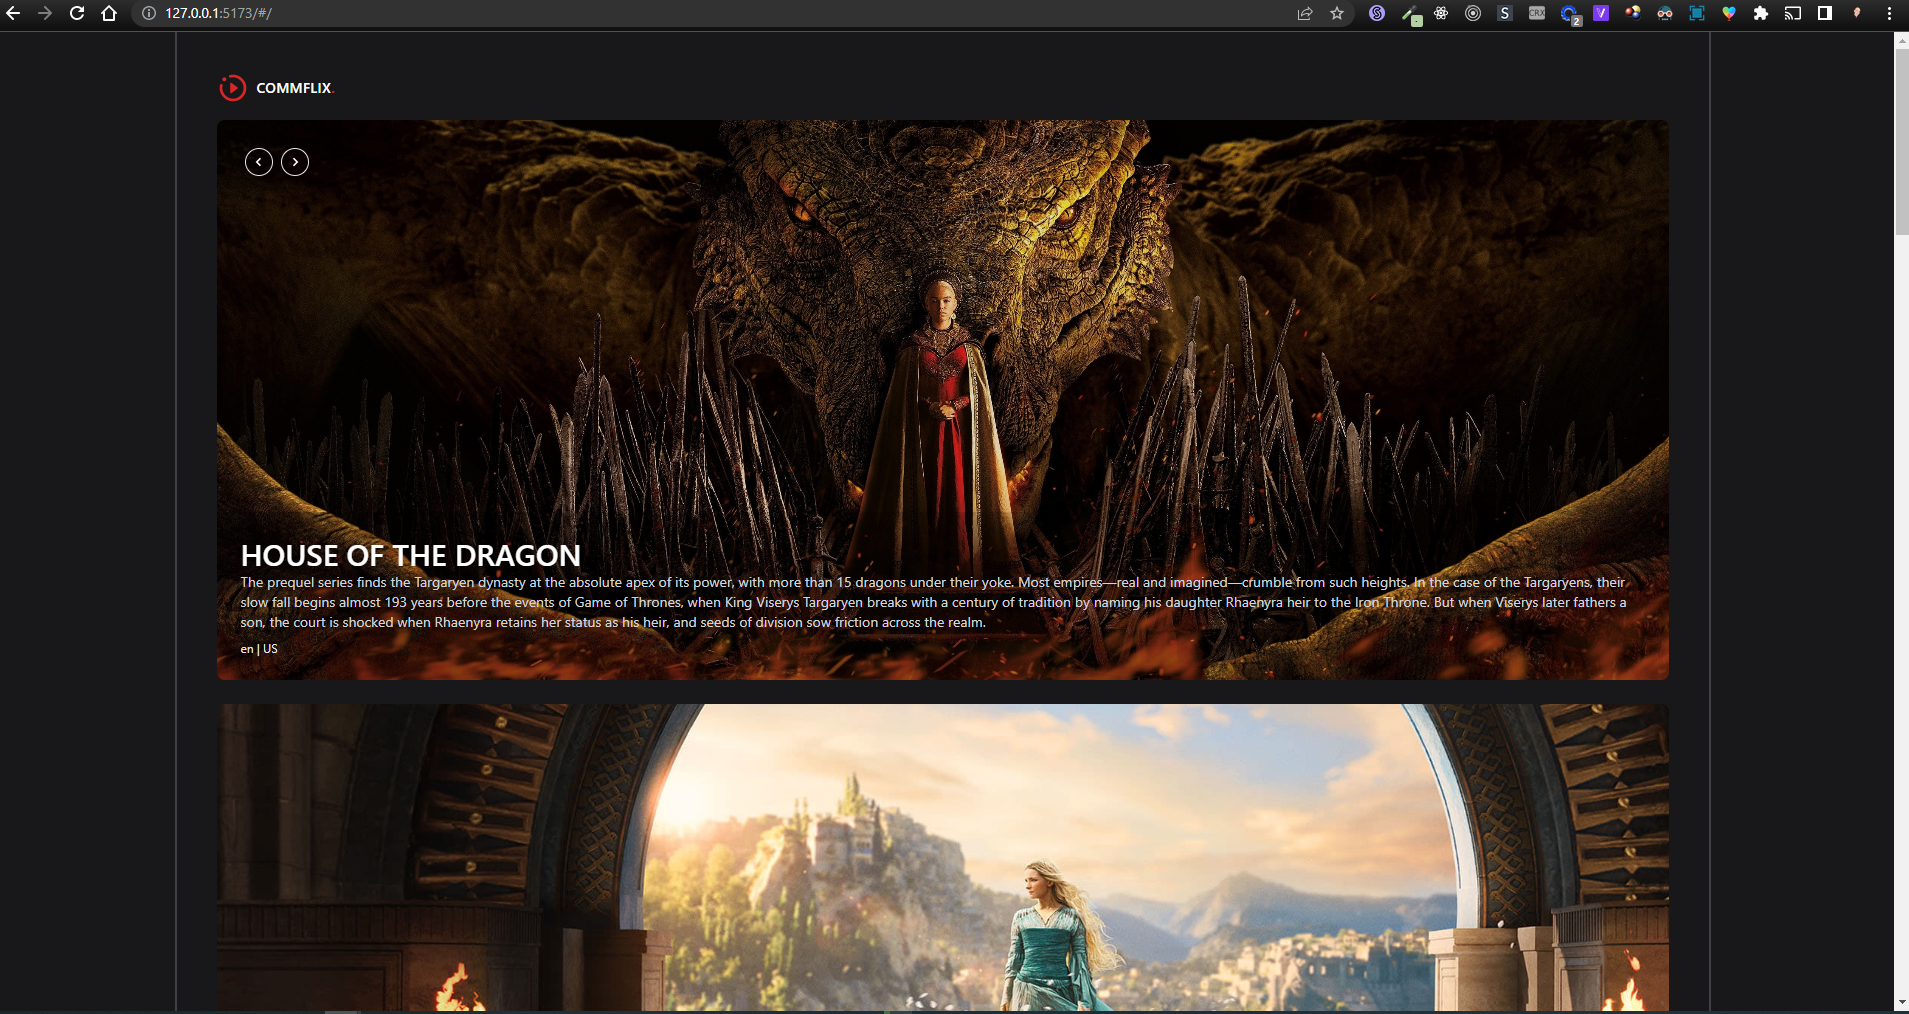 127.0.0.1:5173/#/
COMMFLIX.
HOUSE OF THE DRAGON
The prequel series finds the Targaryen dynasty at the absolute apex of its power, with more than 15 dragons under their yoke. Most empires—real and imagined—crumble from such heights. In the case of the Targaryens, their
slow fall begins almost 193 years before the events of Game of Thrones, when King Viserys Targaryen breaks with a century of tradition by naming his daughter Rhaenyra heir to the Iron Throne. But when Viserys later fathers a
son, the court is shocked when Rhaenyra retains her status as his heir, and seeds of division sow friction across the realm.
en | US